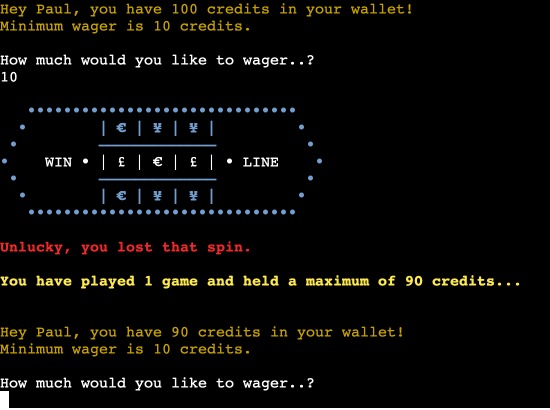 Hey Paul, you have 100 credits in your wallet!
Minimum wager is 10 credits.
How much would you like to wager..?
10
| € | ¥ | ¥ |
WIN • | £ | € | £ | • LINE
| € | ¥ | ¥ |
Unlucky, you lost that spin.
You have played 1 game and held a maximum of 90 credits...
Hey Paul, you have 90 credits in your wallet!
Minimum wager is 10 credits.
How much would you like to wager..?